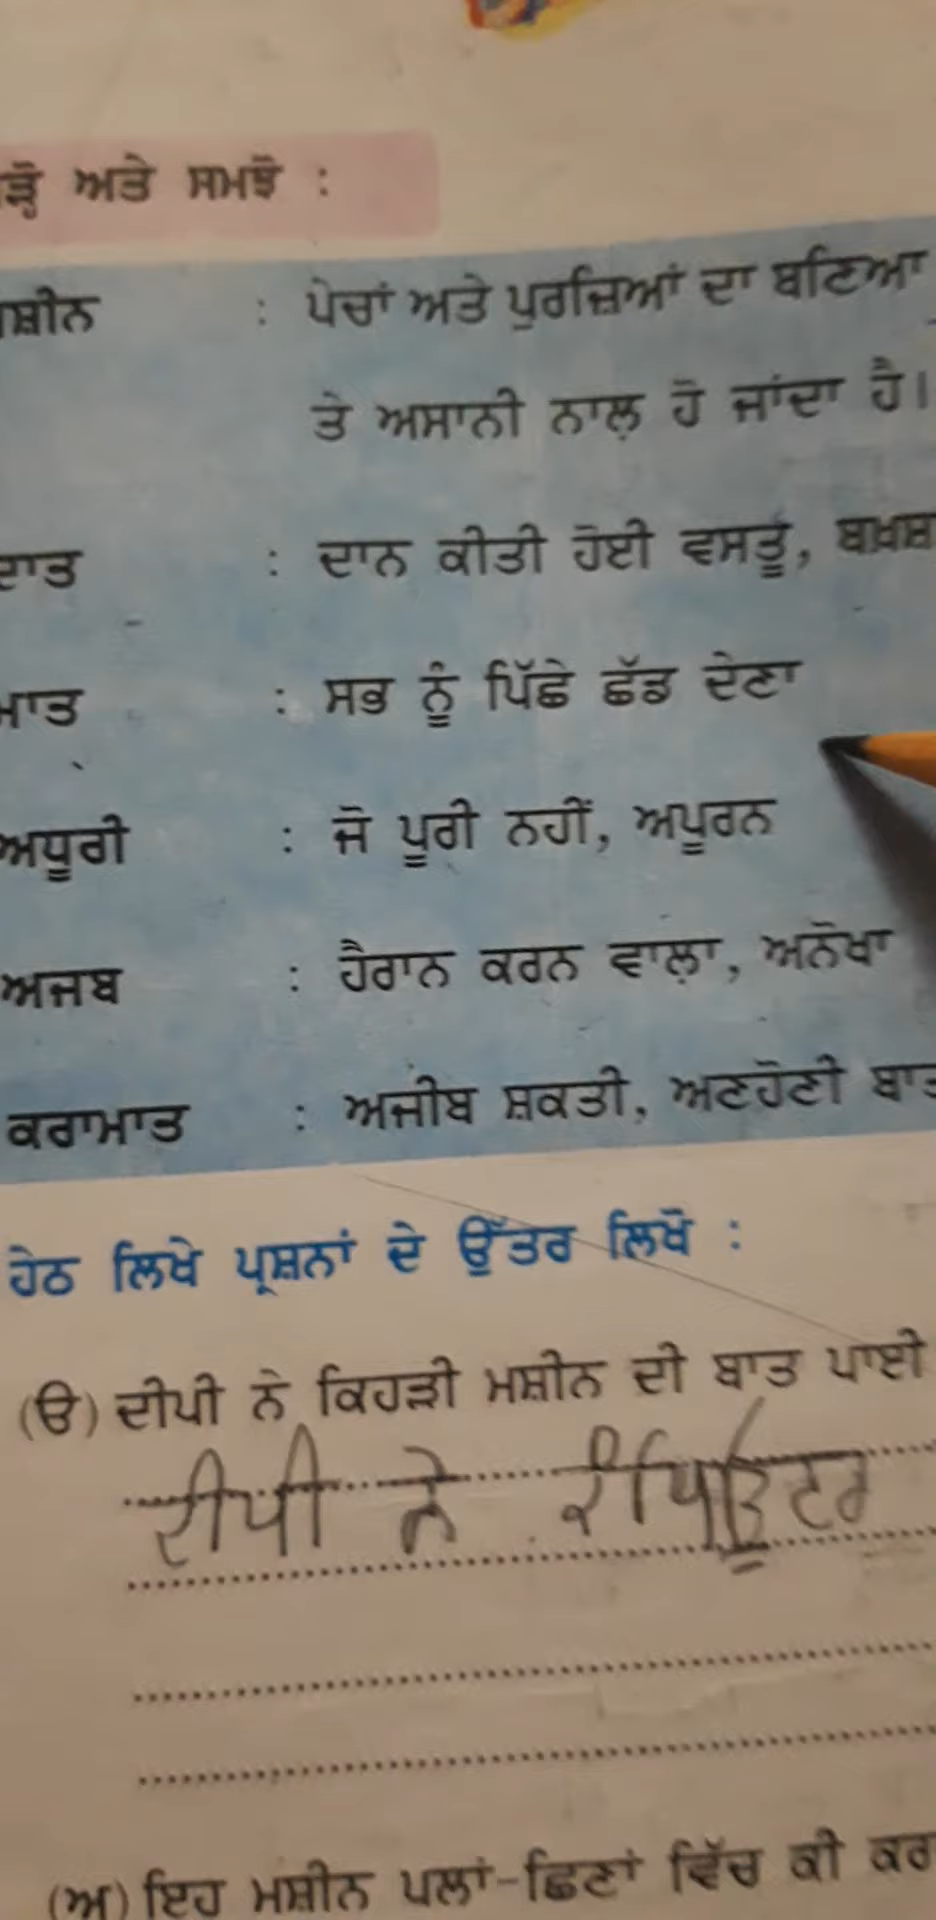 ਅਤੇ ਸਮਝੋ :
: ਪੇਚਾਂ ਅਤੇ ਪੁਰਜ਼ਿਆਂ ਦਾ ਬਣਿਆ
ਤੇ ਅਸਾਨੀ ਨਾਲ਼ ਹੋ ਜਾਂਦਾ ਹੈ।
ਦਾਤ : ਦਾਨ ਕੀਤੀ ਹੋਈ ਵਸਤੂ,
ਮਾਤ : ਸਭ ਨੂੰ ਪਿੱਛੇ ਛੱਡ ਦੇਣਾ
ਅਧੂਰੀ : ਜੋ ਪੂਰੀ ਨਹੀਂ, ਅਪੂਰਨ
ਅਜਬ : ਹੈਰਾਨ ਕਰਨ ਵਾਲ਼ਾ, ਅਨੋਖਾ
ਕਰਾਮਾਤ : ਅਜੀਬ ਸ਼ਕਤੀ, ਅਣਹੋਣੀ ਬਾਤ
ਹੇਠ ਲਿਖੇ ਪ੍ਰਸ਼ਨਾਂ ਦੇ ਉੱਤਰ ਲਿਖੋ :
(ੳ) ਦੀਪੀ ਨੇ ਕਿਹੜੀ ਮਸ਼ੀਨ ਦੀ ਬਾਤ ਪਾਈ
ਦੀਪੀ ਨੇ ਕੰਪਿਊਟਰ
(ਅ) ਇਹ ਮਸ਼ੀਨ ਪਲਾਂ-ਛਿਣਾਂ ਵਿੱਚ ਕੀ